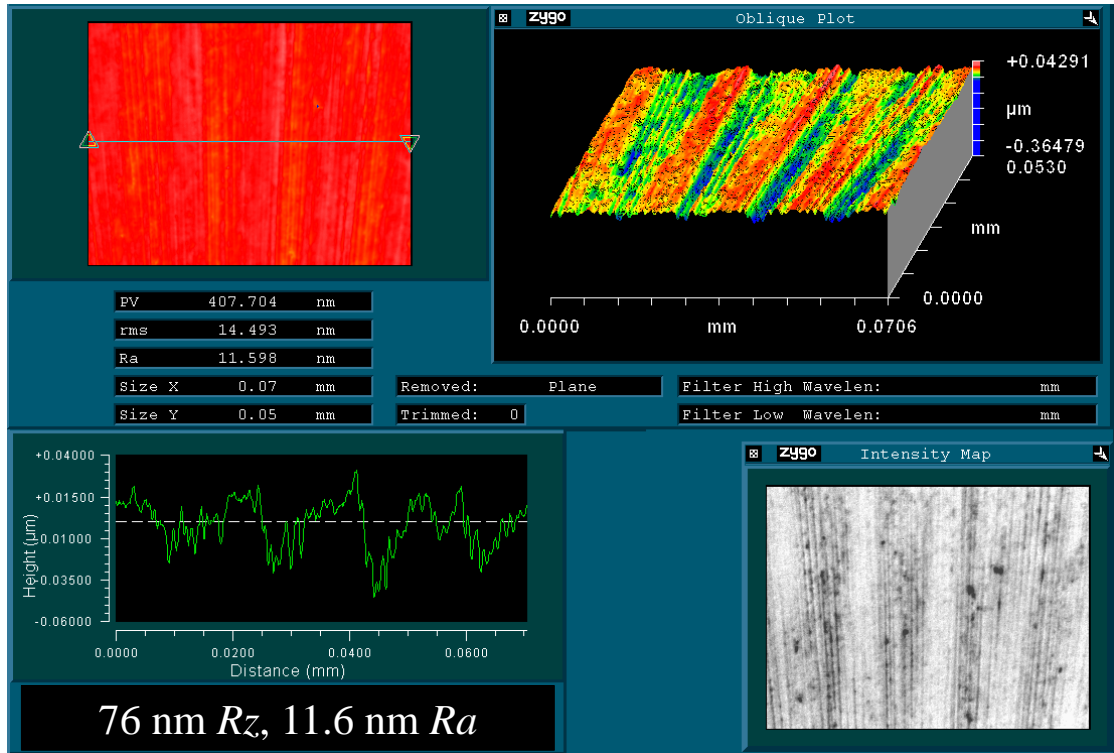 zygo Oblique Plot
+0.04291
µm
-0.36479
0.0530
mm
0.0000
0.0000 mm 0.0706
PV 407.704 nm
rms 14.493 nm
Ra 11.598 nm
Size X 0.07 mm
Size Y 0.05 mm
Removed: Plane
Trimmed: 0
Filter High Wavelen: mm
Filter Low Wavelen: mm
+0.04000
+0.01500
-0.01000
-0.03500
-0.06000
Height (µm)
0.0000 0.0200 0.0400 0.0600
Distance (mm)
zygo Intensity Map
76 nm Rz, 11.6 nm Ra